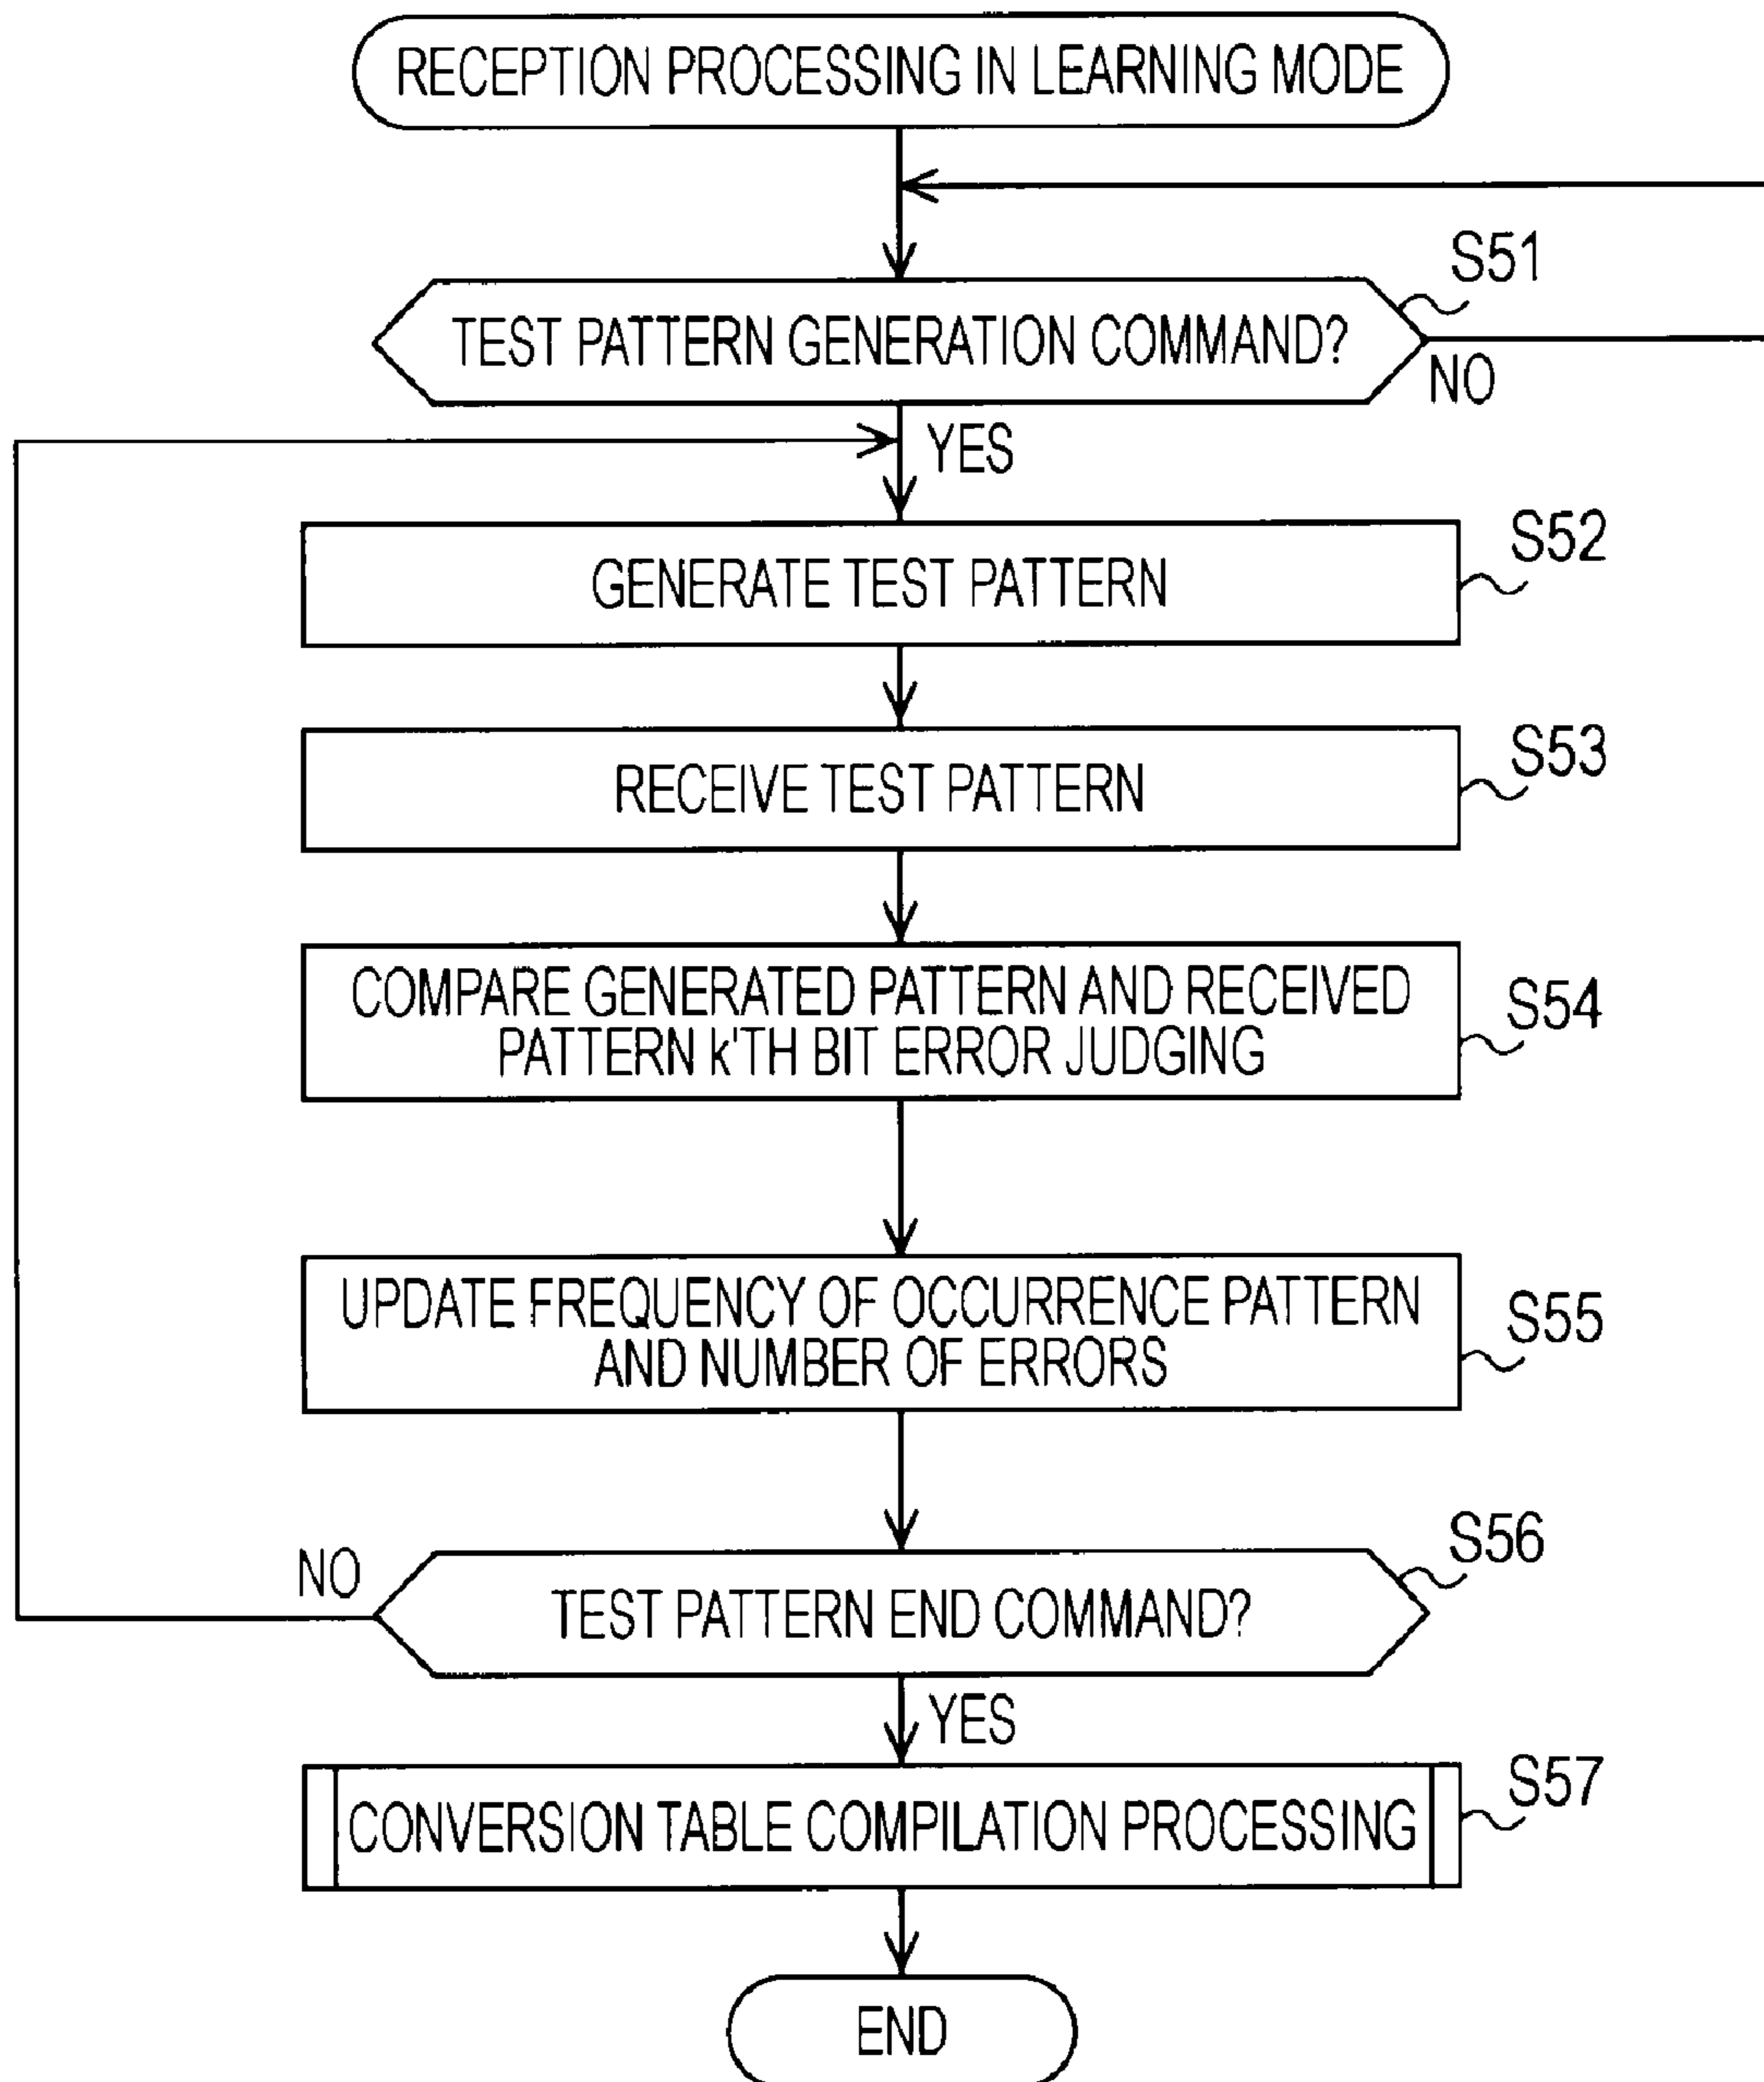 RECEPTION PROCESSING IN LEARNING MODE
S51
TEST PATTERN GENERATION COMMAND?
NO
YES
S52
GENERATE TEST PATTERN
S53
RECEIVE TEST PATTERN
S54
COMPARE GENERATED PATTERN AND RECEIVED
PATTERN k'TH BIT ERROR JUDGING
S55
UPDATE FREQUENCY OF OCCURRENCE PATTERN
AND NUMBER OF ERRORS
S56
NO
TEST PATTERN END COMMAND?
YES
S57
CONVERSION TABLE COMPILATION PROCESSING
END